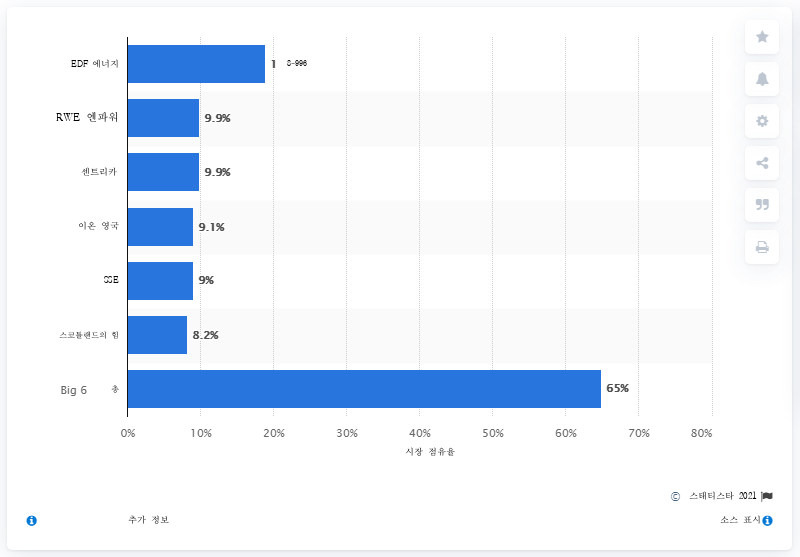 EDF 에너지 1 8-996
RWE 엔파워 9.9%
센트리카 9.9%
이온 영국 9.1%
SSE 9%
스코틀랜드의 힘 8.2%
Big 6 총 65%
0% 10% 20% 30% 40% 50% 60% 70% 80%
시장 점유율
© 스태티스타 2021
추가 정보 소스 표시